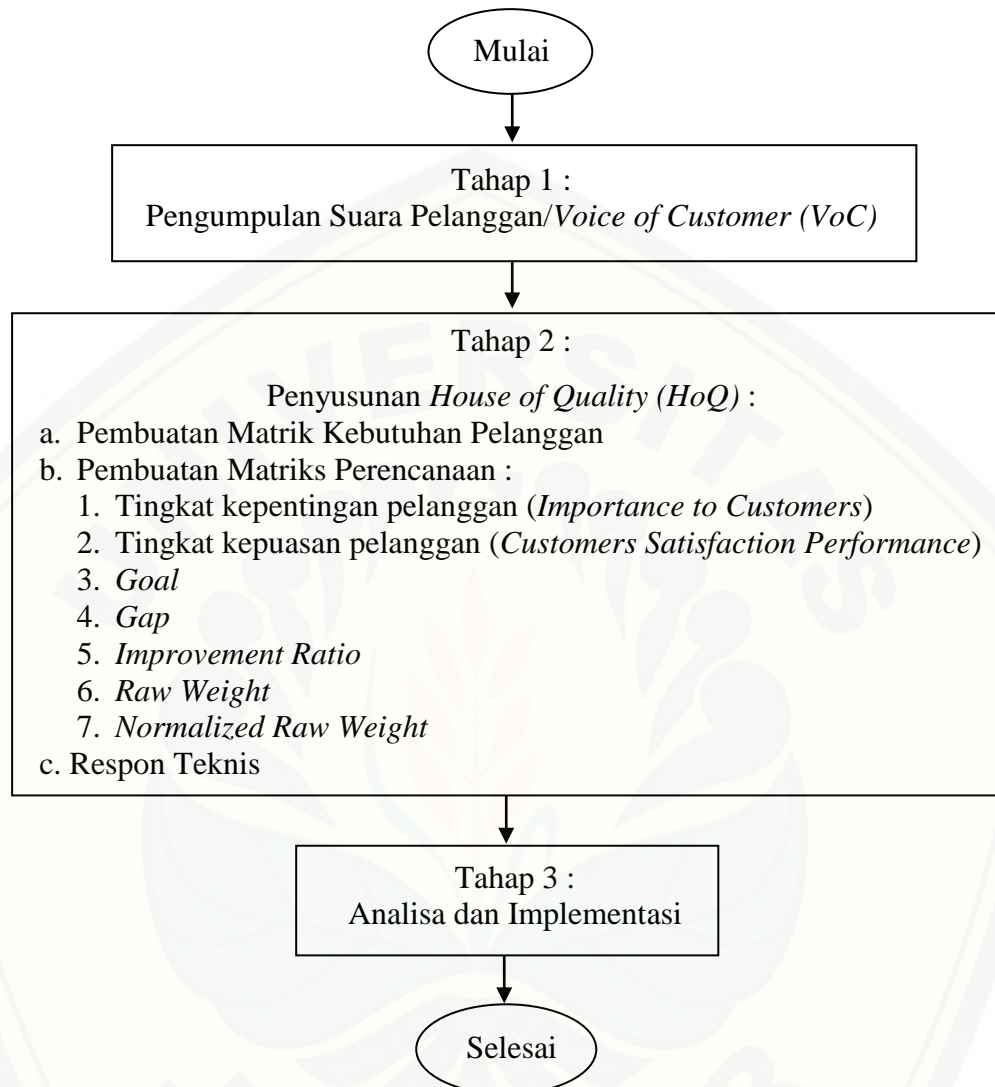 Mulai
Tahap 1 :
Pengumpulan Suara Pelanggan/Voice of Customer (VoC)
Tahap 2 :
Penyusunan House of Quality (HoQ) :
a. Pembuatan Matrik Kebutuhan Pelanggan
b. Pembuatan Matriks Perencanaan :
1. Tingkat kepentingan pelanggan (Importance to Customers)
2. Tingkat kepuasan pelanggan (Customers Satisfaction Performance)
3. Goal
4. Gap
5. Improvement Ratio
6. Raw Weight
7. Normalized Raw Weight
c. Respon Teknis
Tahap 3 :
Analisa dan Implementasi
Selesai
UNIVERSITAS